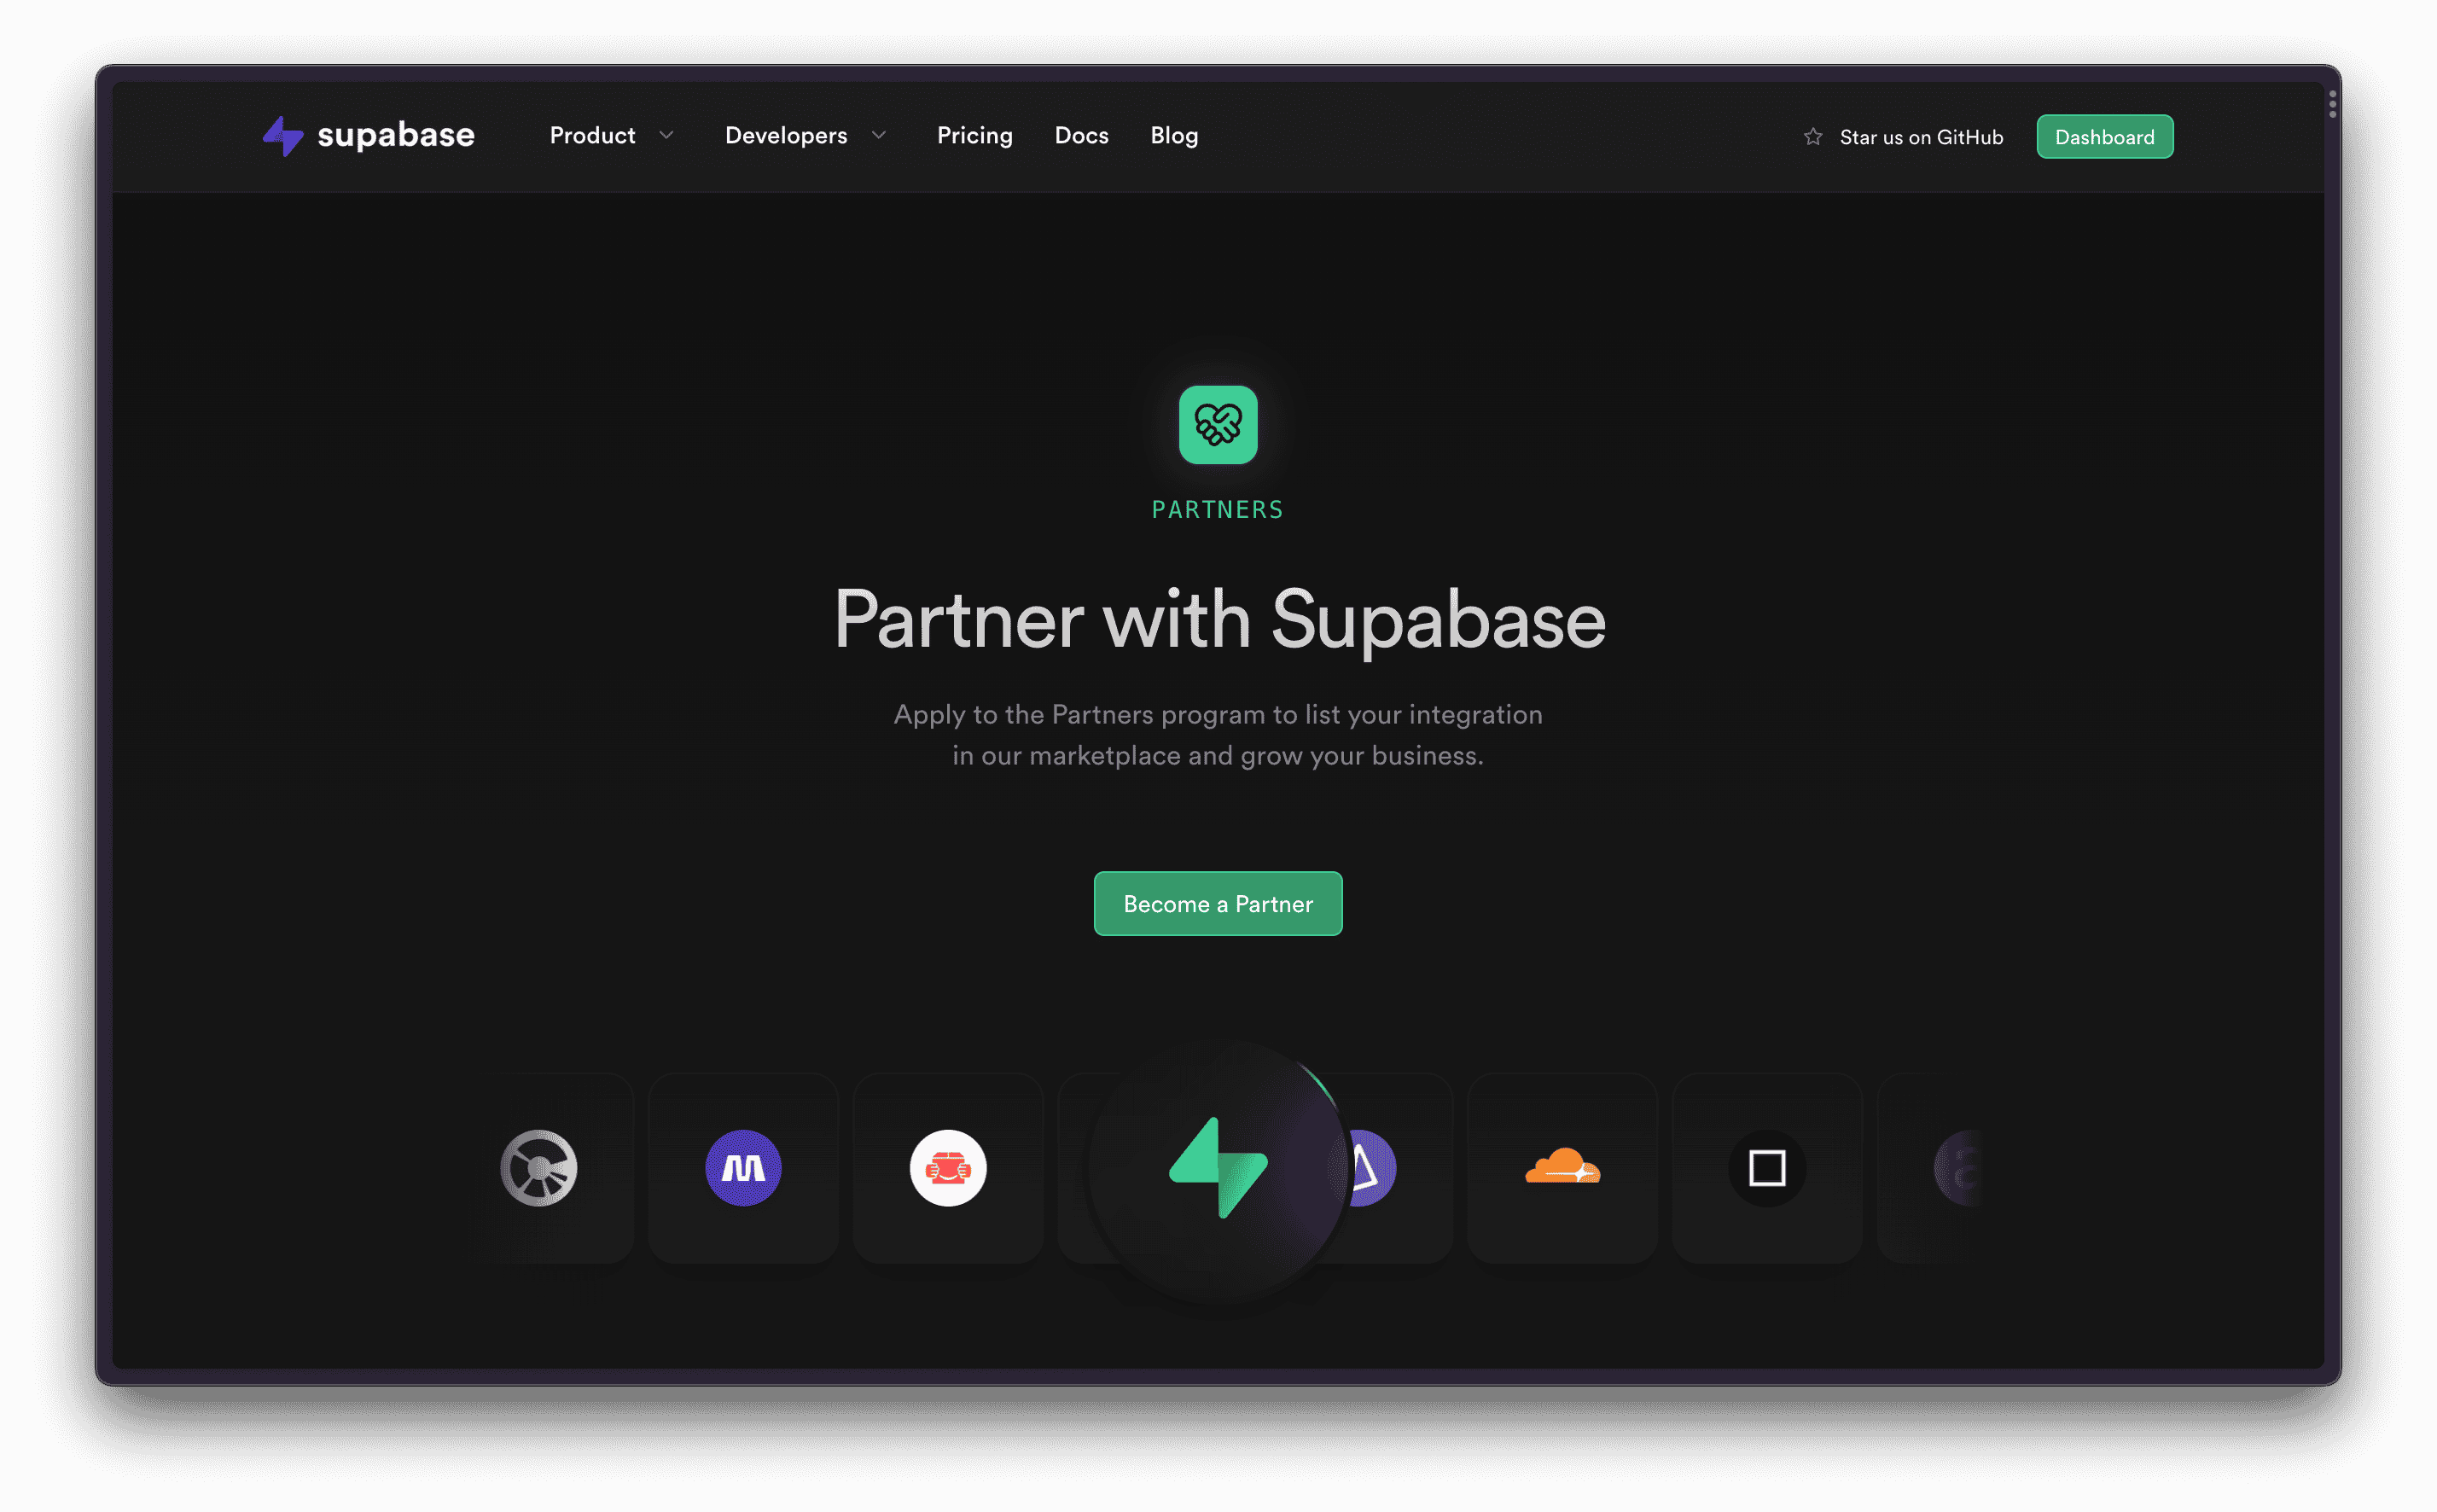 supabase
Product
Developers
Pricing
Docs
Blog
Star us on GitHub
Dashboard
PARTNERS
Partner with Supabase
Apply to the Partners program to list your integration
in our marketplace and grow your business.
Become a Partner